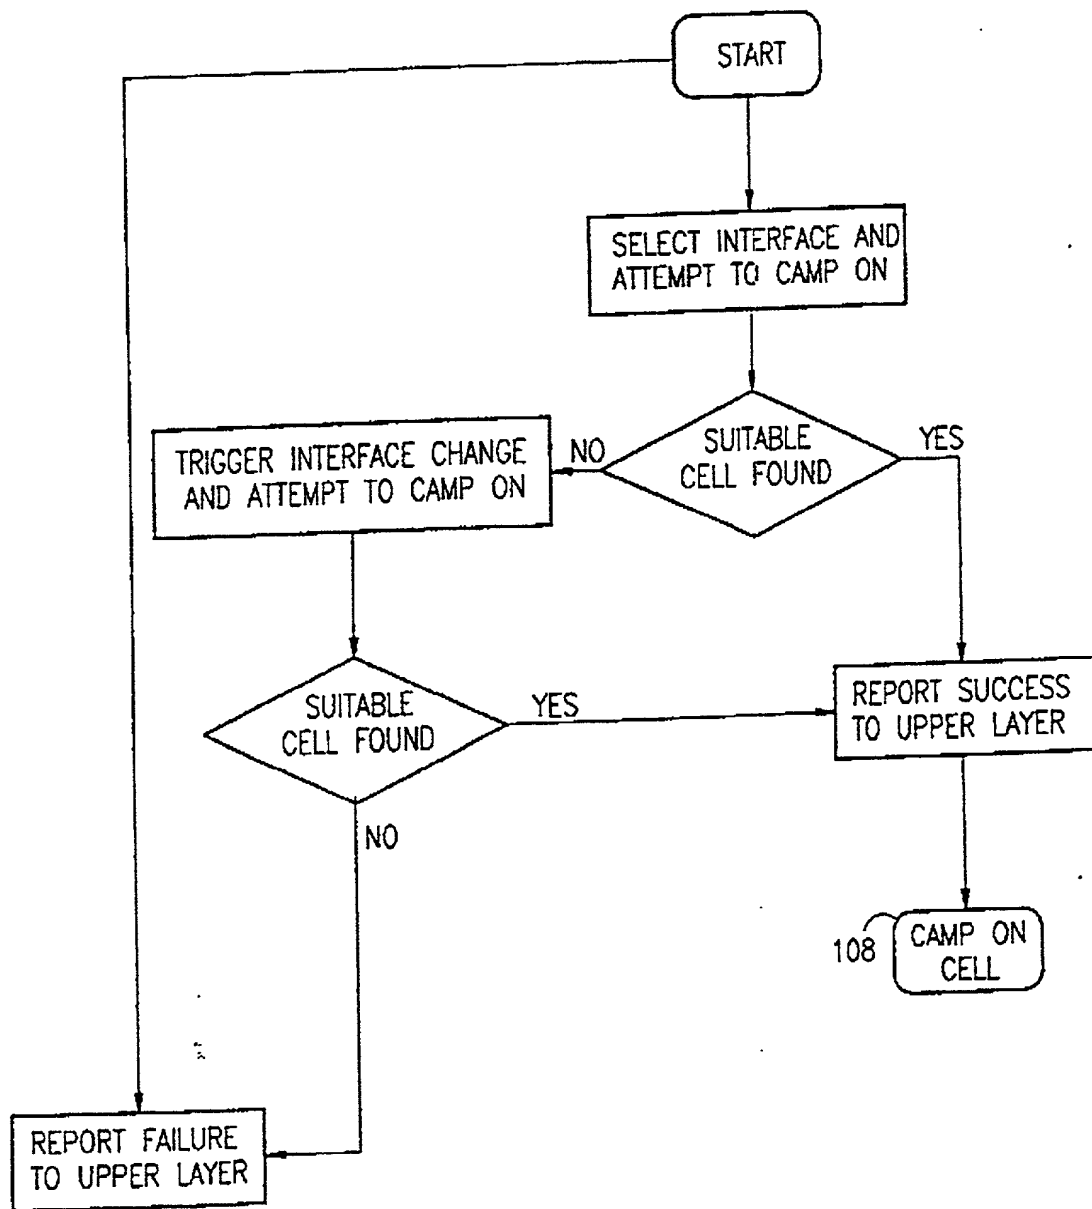 START
SELECT INTERFACE AND
ATTEMPT TO CAMP ON
SUITABLE
CELL FOUND
NO
YES
TRIGGER INTERFACE CHANGE
AND ATTEMPT TO CAMP ON
SUITABLE
CELL FOUND
YES
NO
REPORT SUCCESS
TO UPPER LAYER
108
CAMP ON
CELL
REPORT FAILURE
TO UPPER LAYER